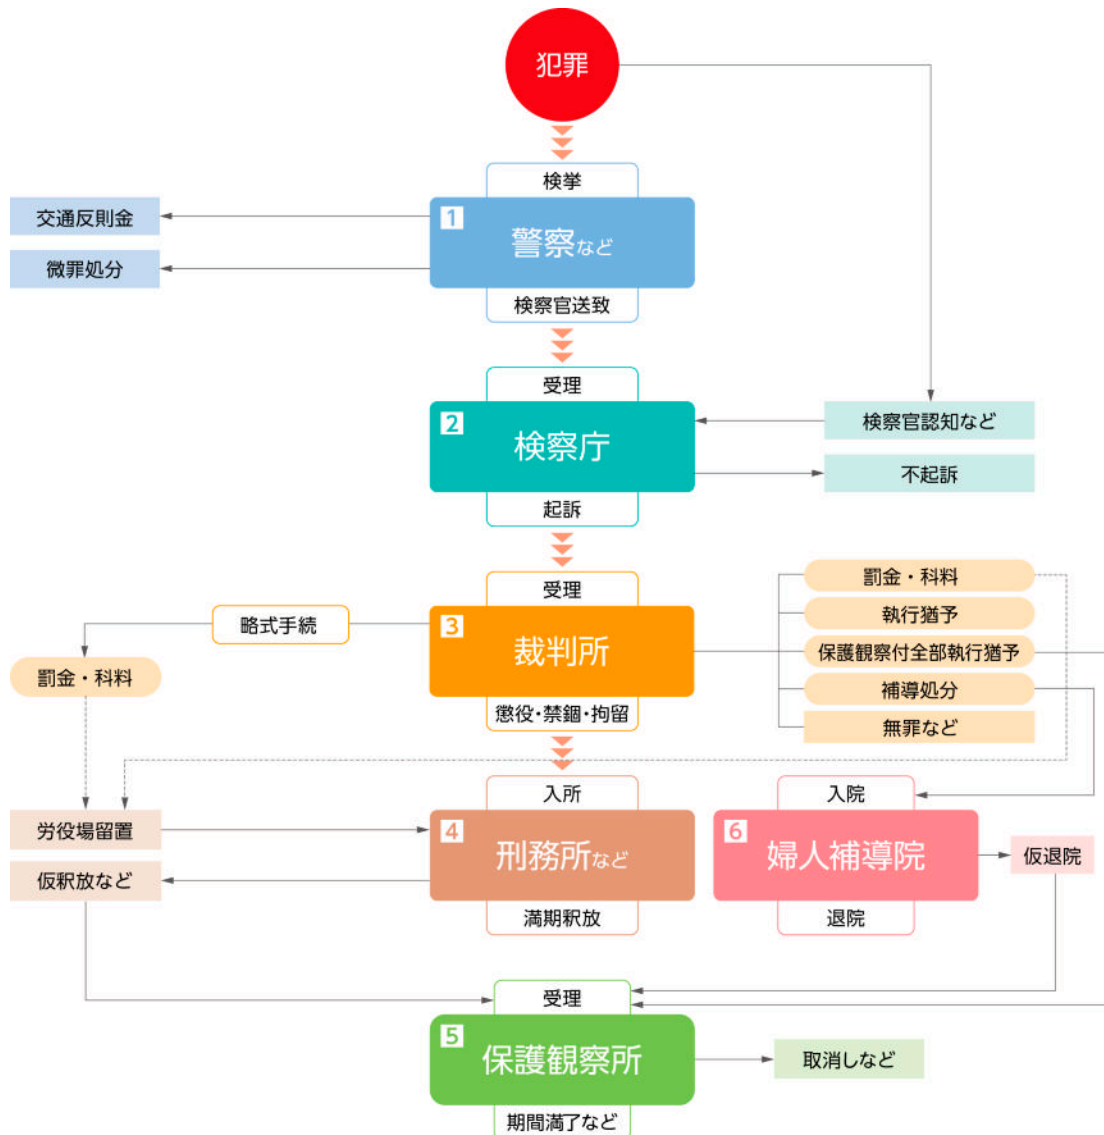 犯罪
検挙
1
警察など
交通反則金
微罪処分
検察官送致
受理
2
検察庁
検察官認知など
不起訴
起訴
受理
略式手続
3
裁判所
罰金・科料
罰金・科料
執行猶予
保護観察付全部執行猶予
補導処分
無罪など
懲役・禁錮・拘留
入所
労役場留置
4
刑務所など
仮釈放など
満期釈放
入院
6
婦人補導院
仮退院
退院
受理
5
保護観察所
取消しなど
期間満了など